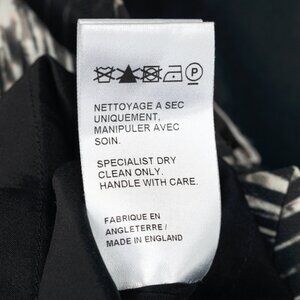 P
NETTOYAGE A SEC
UNIQUEMENT,
MANIPULER AVEC
SOIN.
SPECIALIST DRY
CLEAN ONLY.
HANDLE WITH CARE.
FABRIQUE EN
ANGLETERRE/
MADE IN ENGLAND